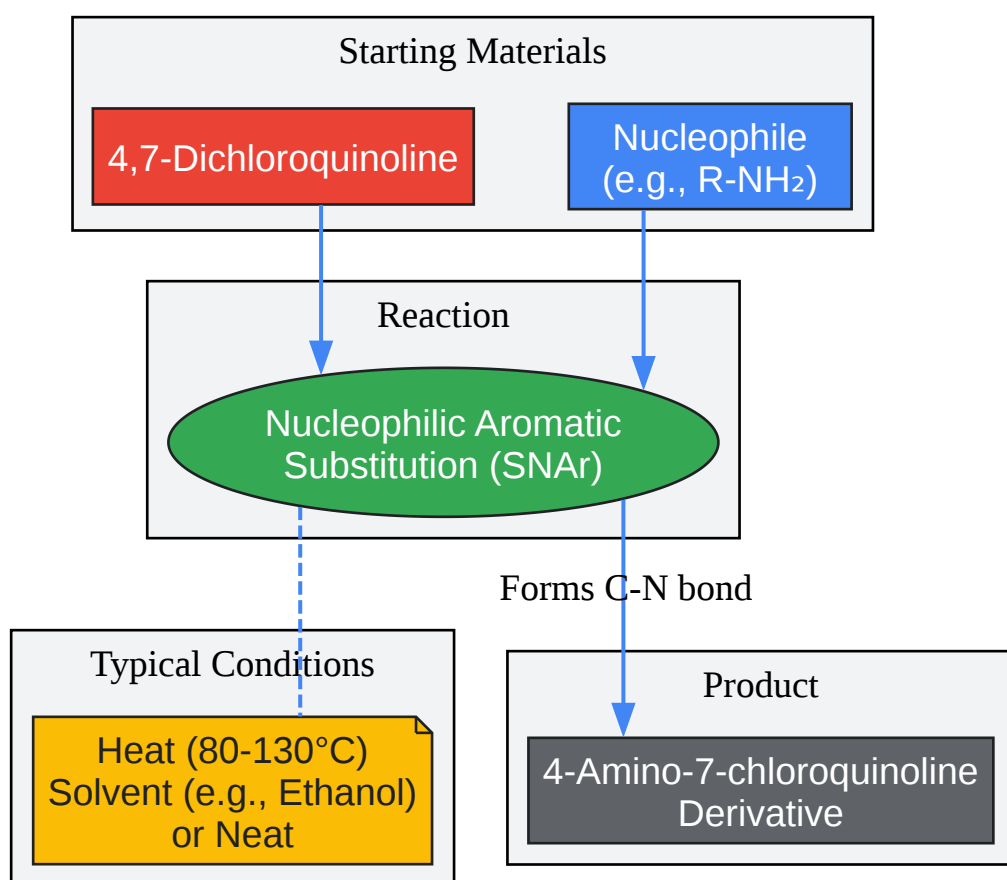 Starting Materials
4,7-Dichloroquinoline
Nucleophile
(e.g., R-NH₂)
Reaction
Nucleophilic Aromatic
Substitution (SNAr)
Forms C-N bond
Typical Conditions
Heat (80-130°C)
Solvent (e.g., Ethanol)
or Neat
Product
4-Amino-7-chloroquinoline
Derivative